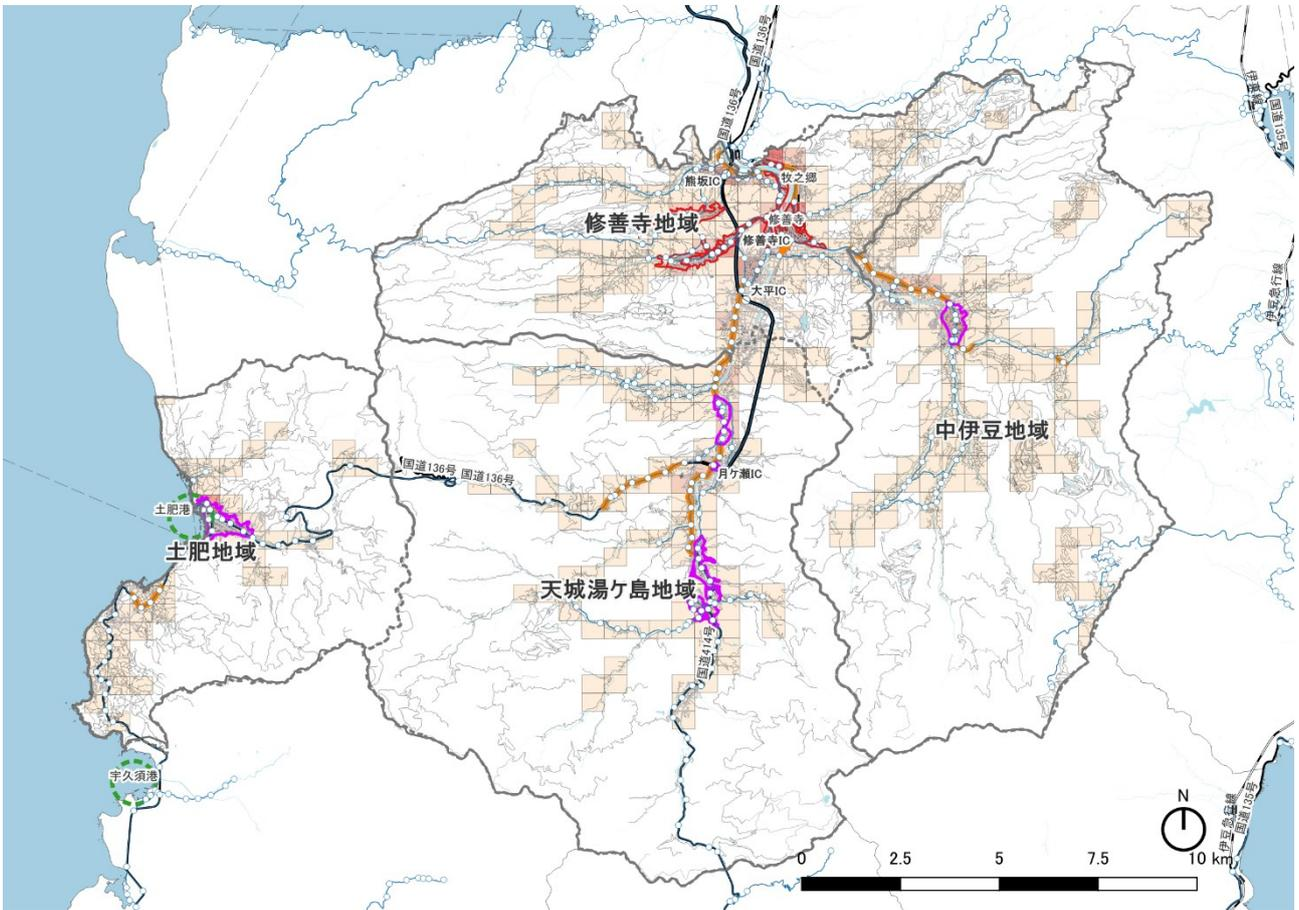 国道136号
国道136号
伊東線
国道135号
熊坂IC
牧之郷
修善寺地域
修善寺
修善寺IC
大平IC
伊豆急行線
中伊豆地域
国道136号 国道136号
月ケ瀬IC
土肥港
土肥地域
天城湯ケ島地域
国道414号
宇久須港
伊豆急行線
国道135号
N
0 2.5 5 7.5 10 km